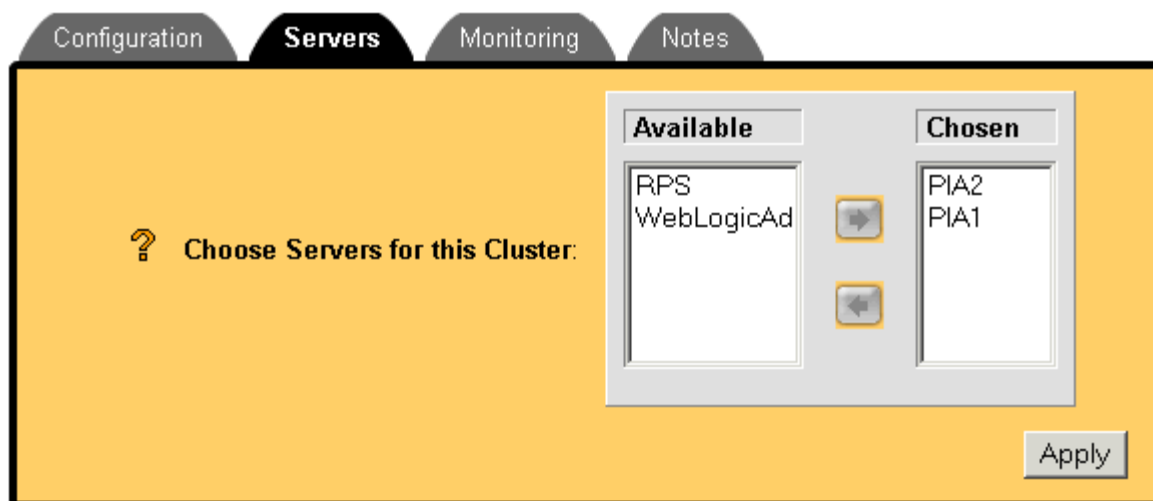 Configuration Servers Monitoring Notes
Available Chosen
RPS PIA2
WebLogicAd PIA1
? Choose Servers for this Cluster:
Apply